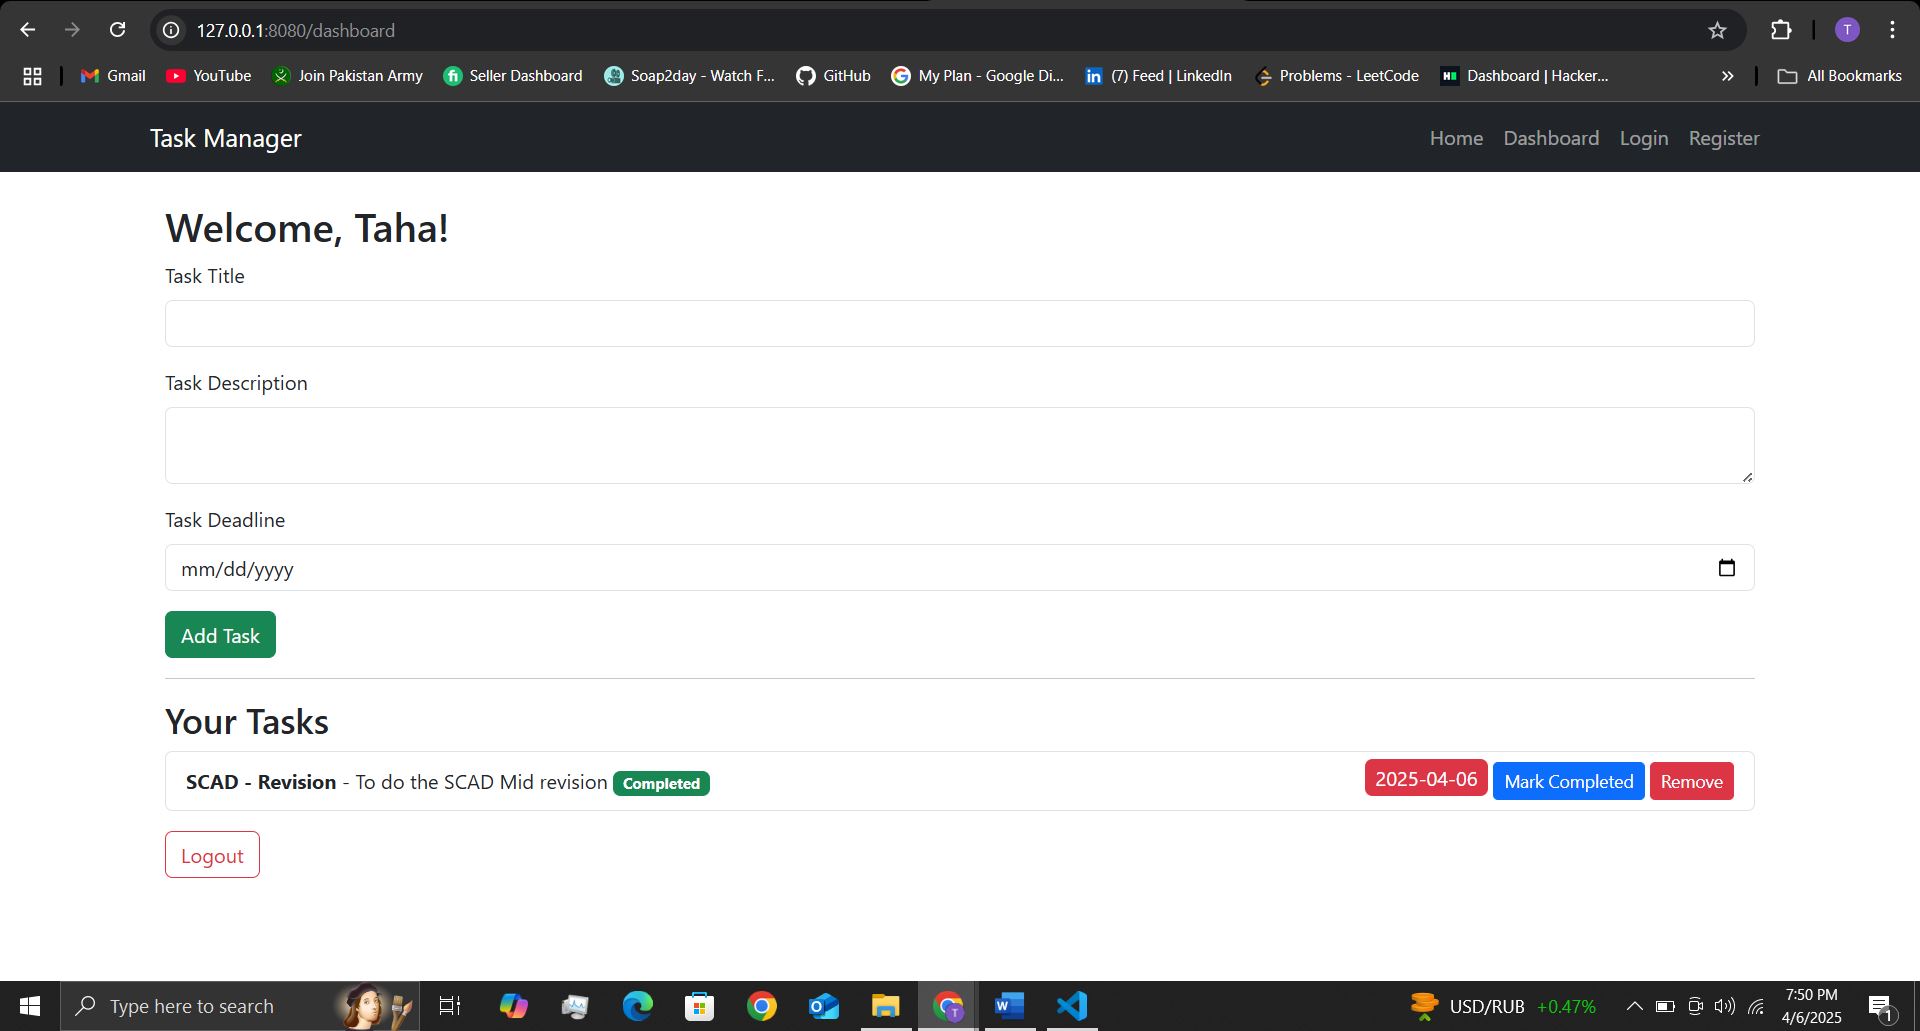 127.0.0.1:8080/dashboard
T
Gmail
YouTube
Join Pakistan Army
Seller Dashboard
Soap2day - Watch F...
GitHub
My Plan - Google Di...
(7) Feed | LinkedIn
Problems - LeetCode
Dashboard | Hacker...
»
All Bookmarks
Task Manager
Home Dashboard Login Register
Welcome, Taha!
Task Title
Task Description
Task Deadline
mm/dd/yyyy
Add Task
Your Tasks
SCAD - Revision - To do the SCAD Mid revision Completed
2025-04-06 Mark Completed Remove
Logout
Type here to search
USD/RUB +0.47%
7:50 PM
4/6/2025
1